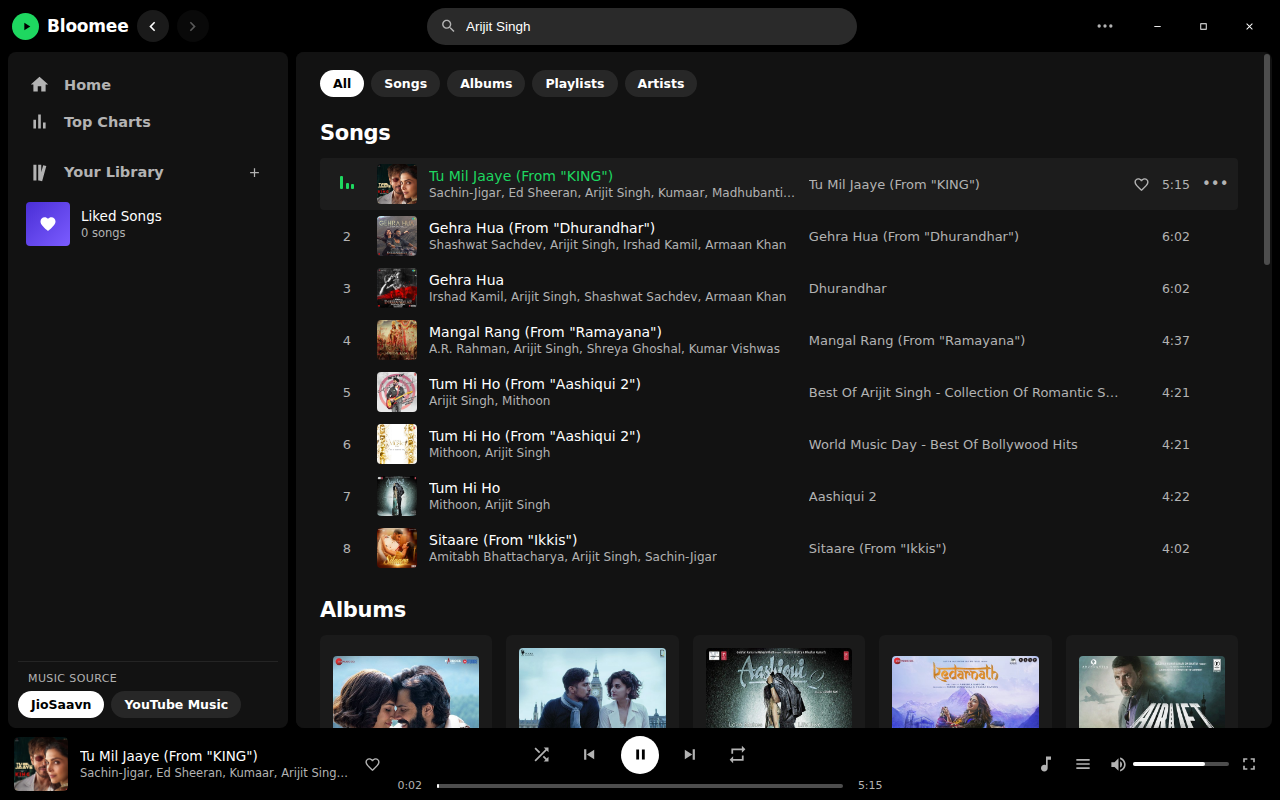 Bloomee
Arijit Singh
Home
Top Charts
Your Library
Liked Songs
0 songs
MUSIC SOURCE
JioSaavn
YouTube Music
All
Songs
Albums
Playlists
Artists
Songs
Tu Mil Jaaye (From "KING")
Sachin-Jigar, Ed Sheeran, Arijit Singh, Kumaar, Madhubanti...
Tu Mil Jaaye (From "KING")
5:15
2
Gehra Hua (From "Dhurandhar")
Shashwat Sachdev, Arijit Singh, Irshad Kamil, Armaan Khan
Gehra Hua (From "Dhurandhar")
6:02
3
Gehra Hua
Irshad Kamil, Arijit Singh, Shashwat Sachdev, Armaan Khan
Dhurandhar
6:02
4
Mangal Rang (From "Ramayana")
A.R. Rahman, Arijit Singh, Shreya Ghoshal, Kumar Vishwas
Mangal Rang (From "Ramayana")
4:37
5
Tum Hi Ho (From "Aashiqui 2")
Arijit Singh, Mithoon
Best Of Arijit Singh - Collection Of Romantic S...
4:21
6
Tum Hi Ho (From "Aashiqui 2")
Mithoon, Arijit Singh
World Music Day - Best Of Bollywood Hits
4:21
7
Tum Hi Ho
Mithoon, Arijit Singh
Aashiqui 2
4:22
8
Sitaare (From "Ikkis")
Amitabh Bhattacharya, Arijit Singh, Sachin-Jigar
Sitaare (From "Ikkis")
4:02
Albums
Aashiqui
Kedarnath
AIRLIFT
Tu Mil Jaaye (From "KING")
Sachin-Jigar, Ed Sheeran, Kumaar, Arijit Sing...
0:02
5:15